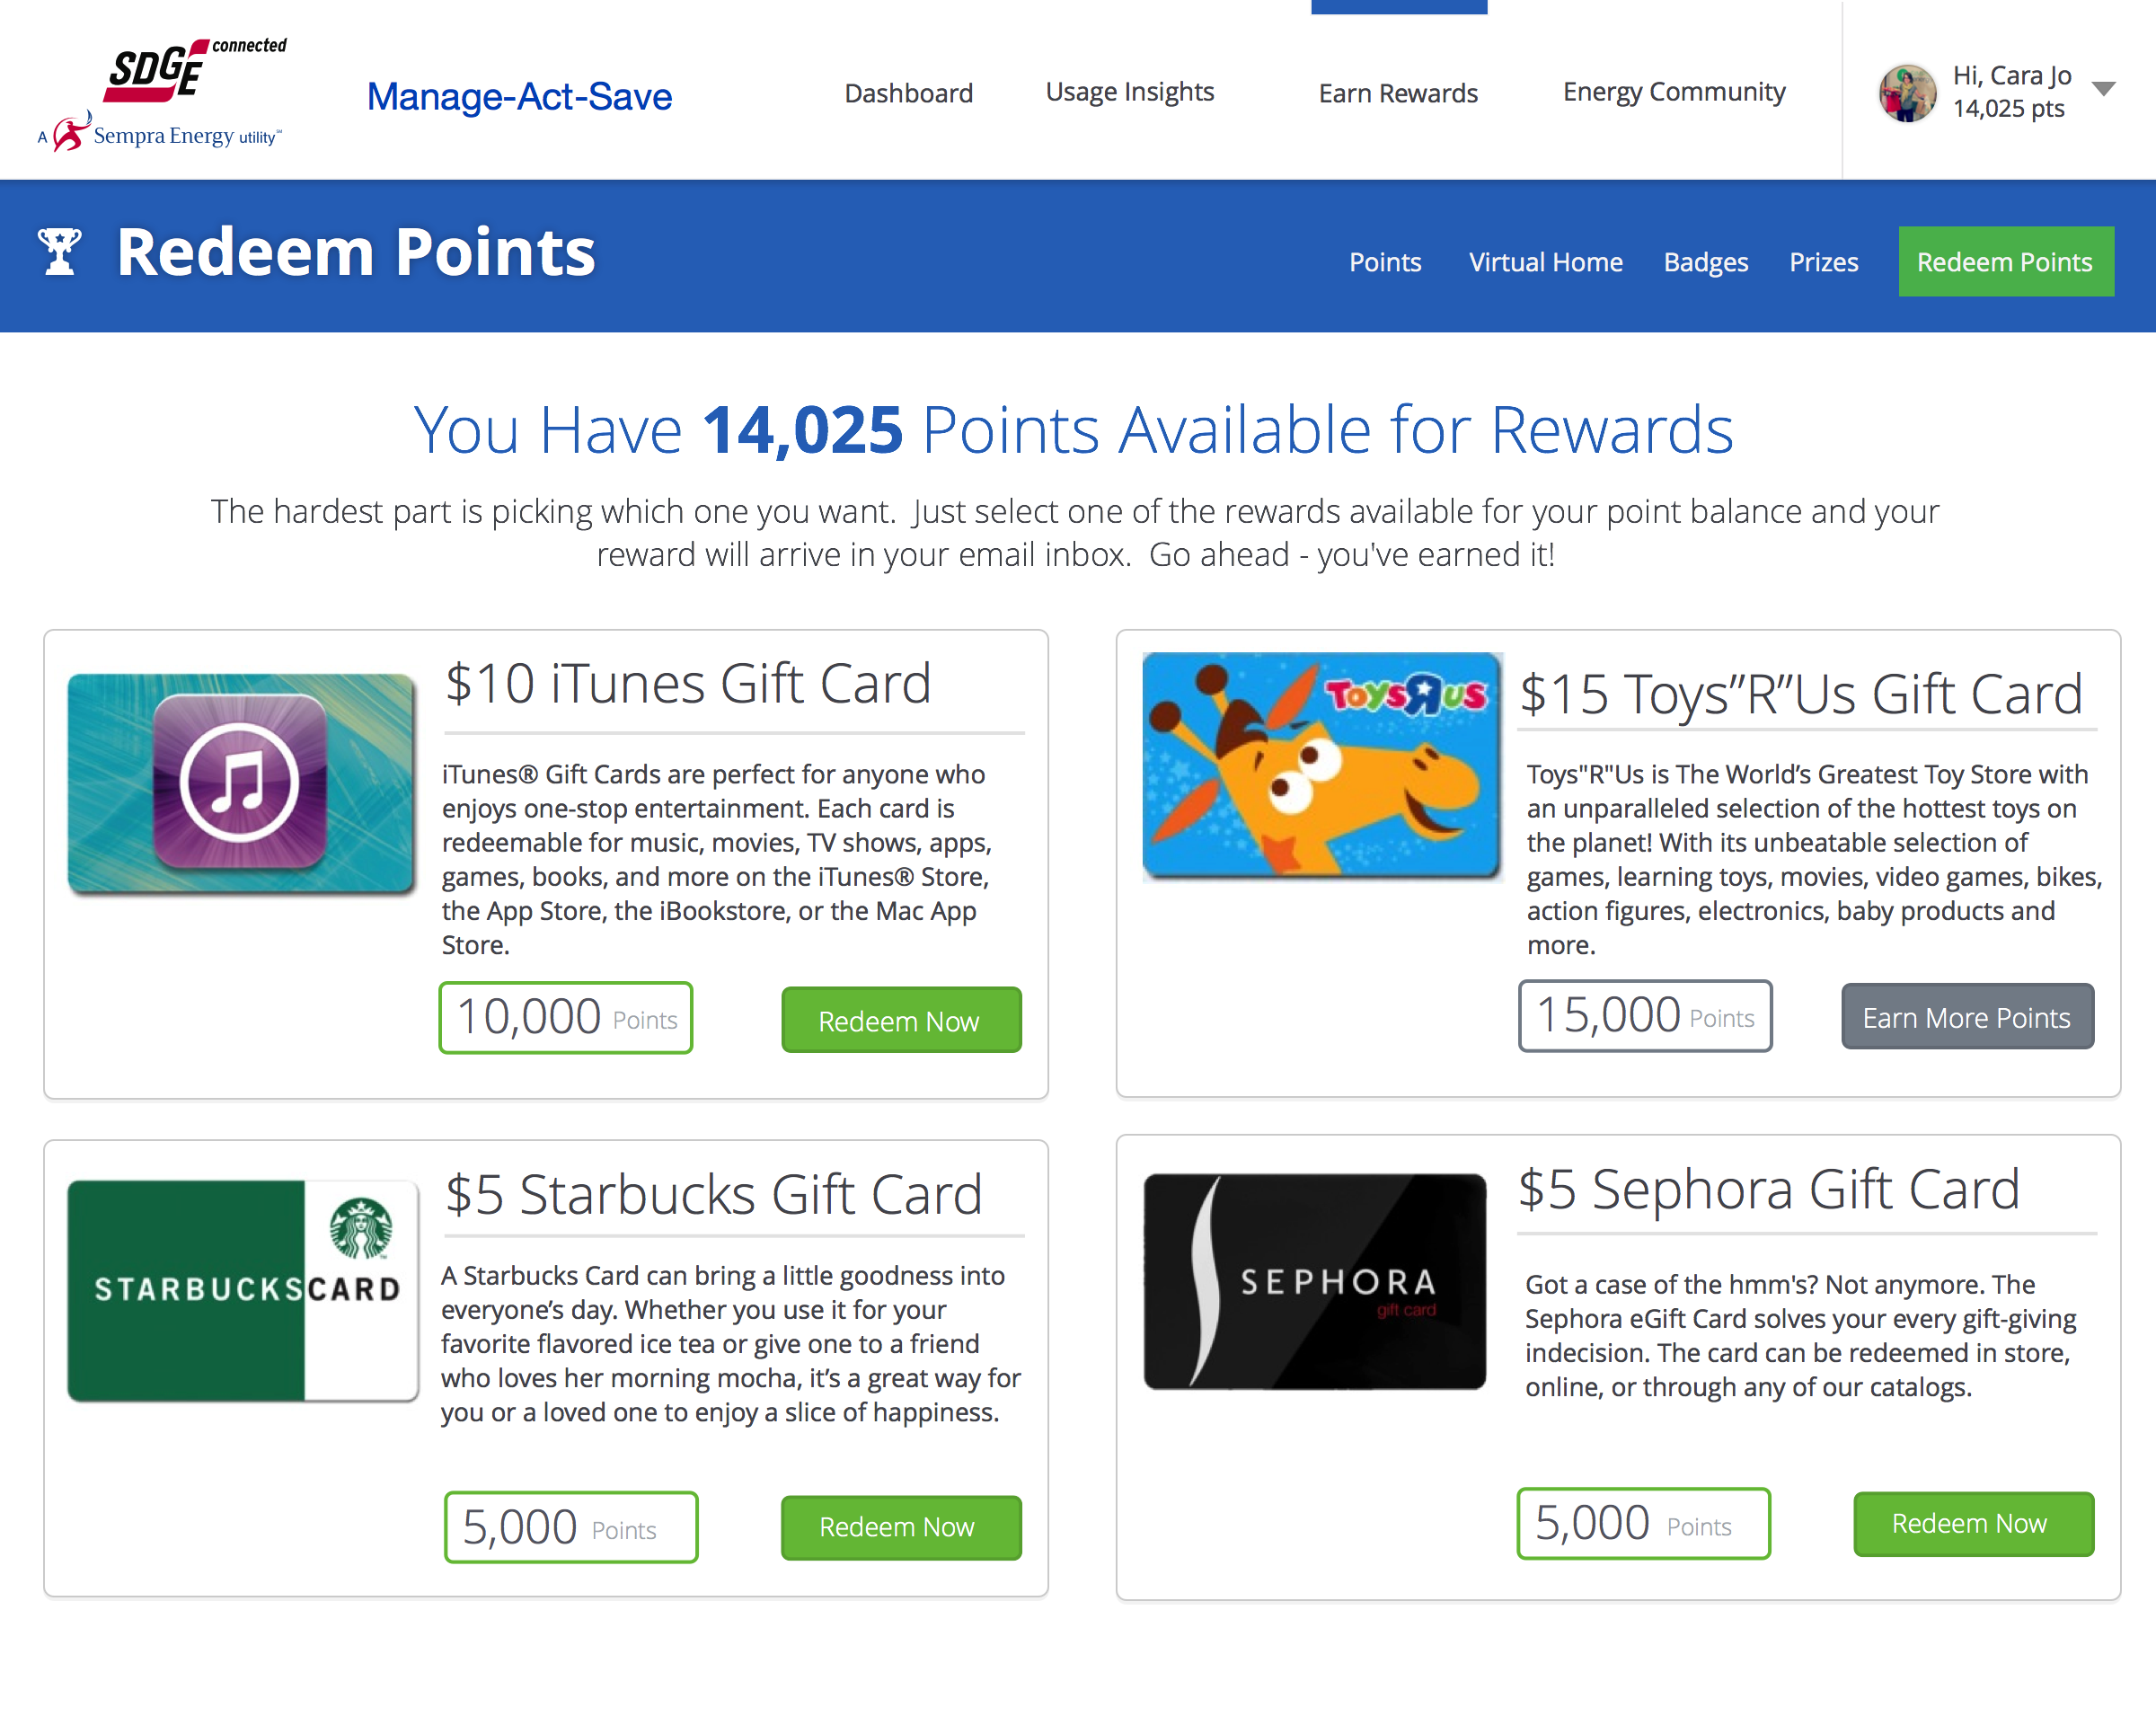 SDGE connected
A Sempra Energy utility™
Manage-Act-Save
Dashboard
Usage Insights
Earn Rewards
Energy Community
Hi, Cara Jo
14,025 pts
Redeem Points
Points
Virtual Home
Badges
Prizes
Redeem Points
You Have 14,025 Points Available for Rewards
The hardest part is picking which one you want.  Just select one of the rewards available for your point balance and your
reward will arrive in your email inbox.  Go ahead - you've earned it!
$10 iTunes Gift Card
iTunes® Gift Cards are perfect for anyone who
enjoys one-stop entertainment. Each card is
redeemable for music, movies, TV shows, apps,
games, books, and more on the iTunes® Store,
the App Store, the iBookstore, or the Mac App
Store.
10,000 Points
Redeem Now
ToysRus
$15 Toys”R”Us Gift Card
Toys"R"Us is The World’s Greatest Toy Store with
an unparalleled selection of the hottest toys on
the planet! With its unbeatable selection of
games, learning toys, movies, video games, bikes,
action figures, electronics, baby products and
more.
15,000 Points
Earn More Points
STARBUCKS CARD
$5 Starbucks Gift Card
A Starbucks Card can bring a little goodness into
everyone’s day. Whether you use it for your
favorite flavored ice tea or give one to a friend
who loves her morning mocha, it’s a great way for
you or a loved one to enjoy a slice of happiness.
5,000 Points
Redeem Now
SEPHORA
gift card
$5 Sephora Gift Card
Got a case of the hmm's? Not anymore. The
Sephora eGift Card solves your every gift-giving
indecision. The card can be redeemed in store,
online, or through any of our catalogs.
5,000 Points
Redeem Now